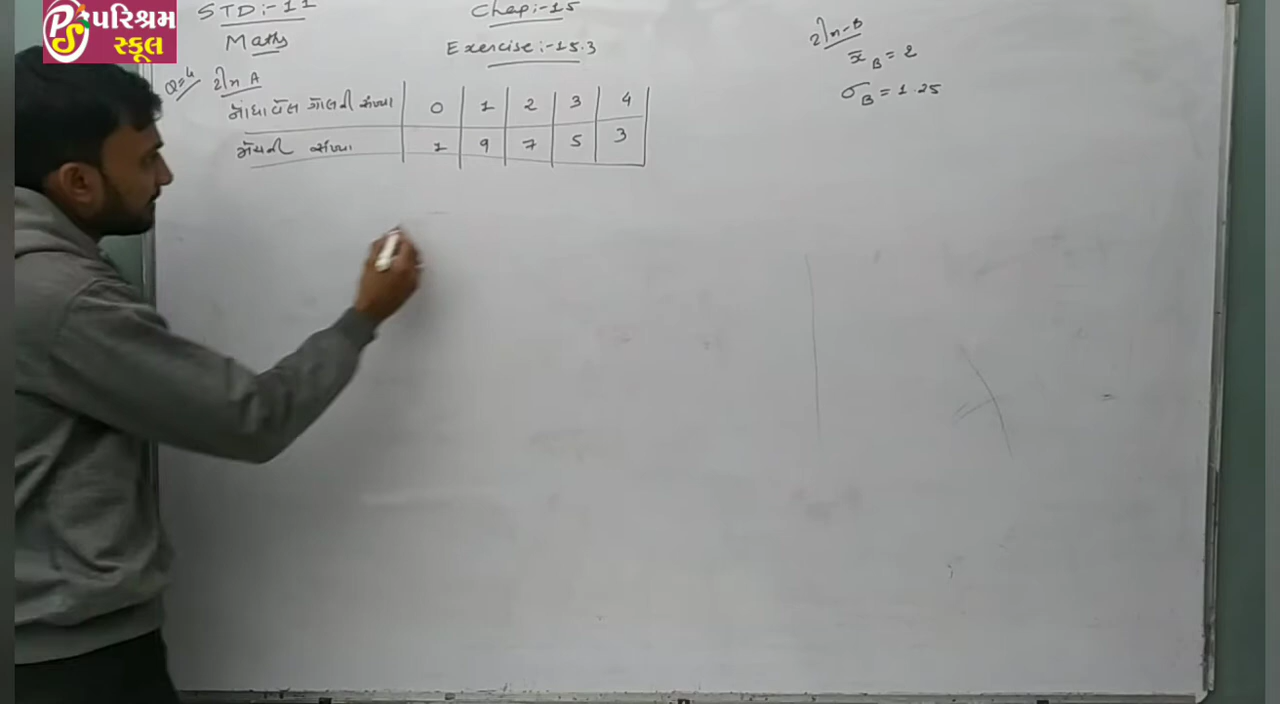 પરિશ્રમ
સ્કૂલ
STD:-11
Maths
Chap:-15
Exercise:-15.3
Q=4 ટીમ A
નોંધાવેલ ગોલની સંખ્યા 0 1 2 3 4
મેચની સંખ્યા 1 9 7 5 3
ટીમ-B
x̄B = 2
σB = 1.25